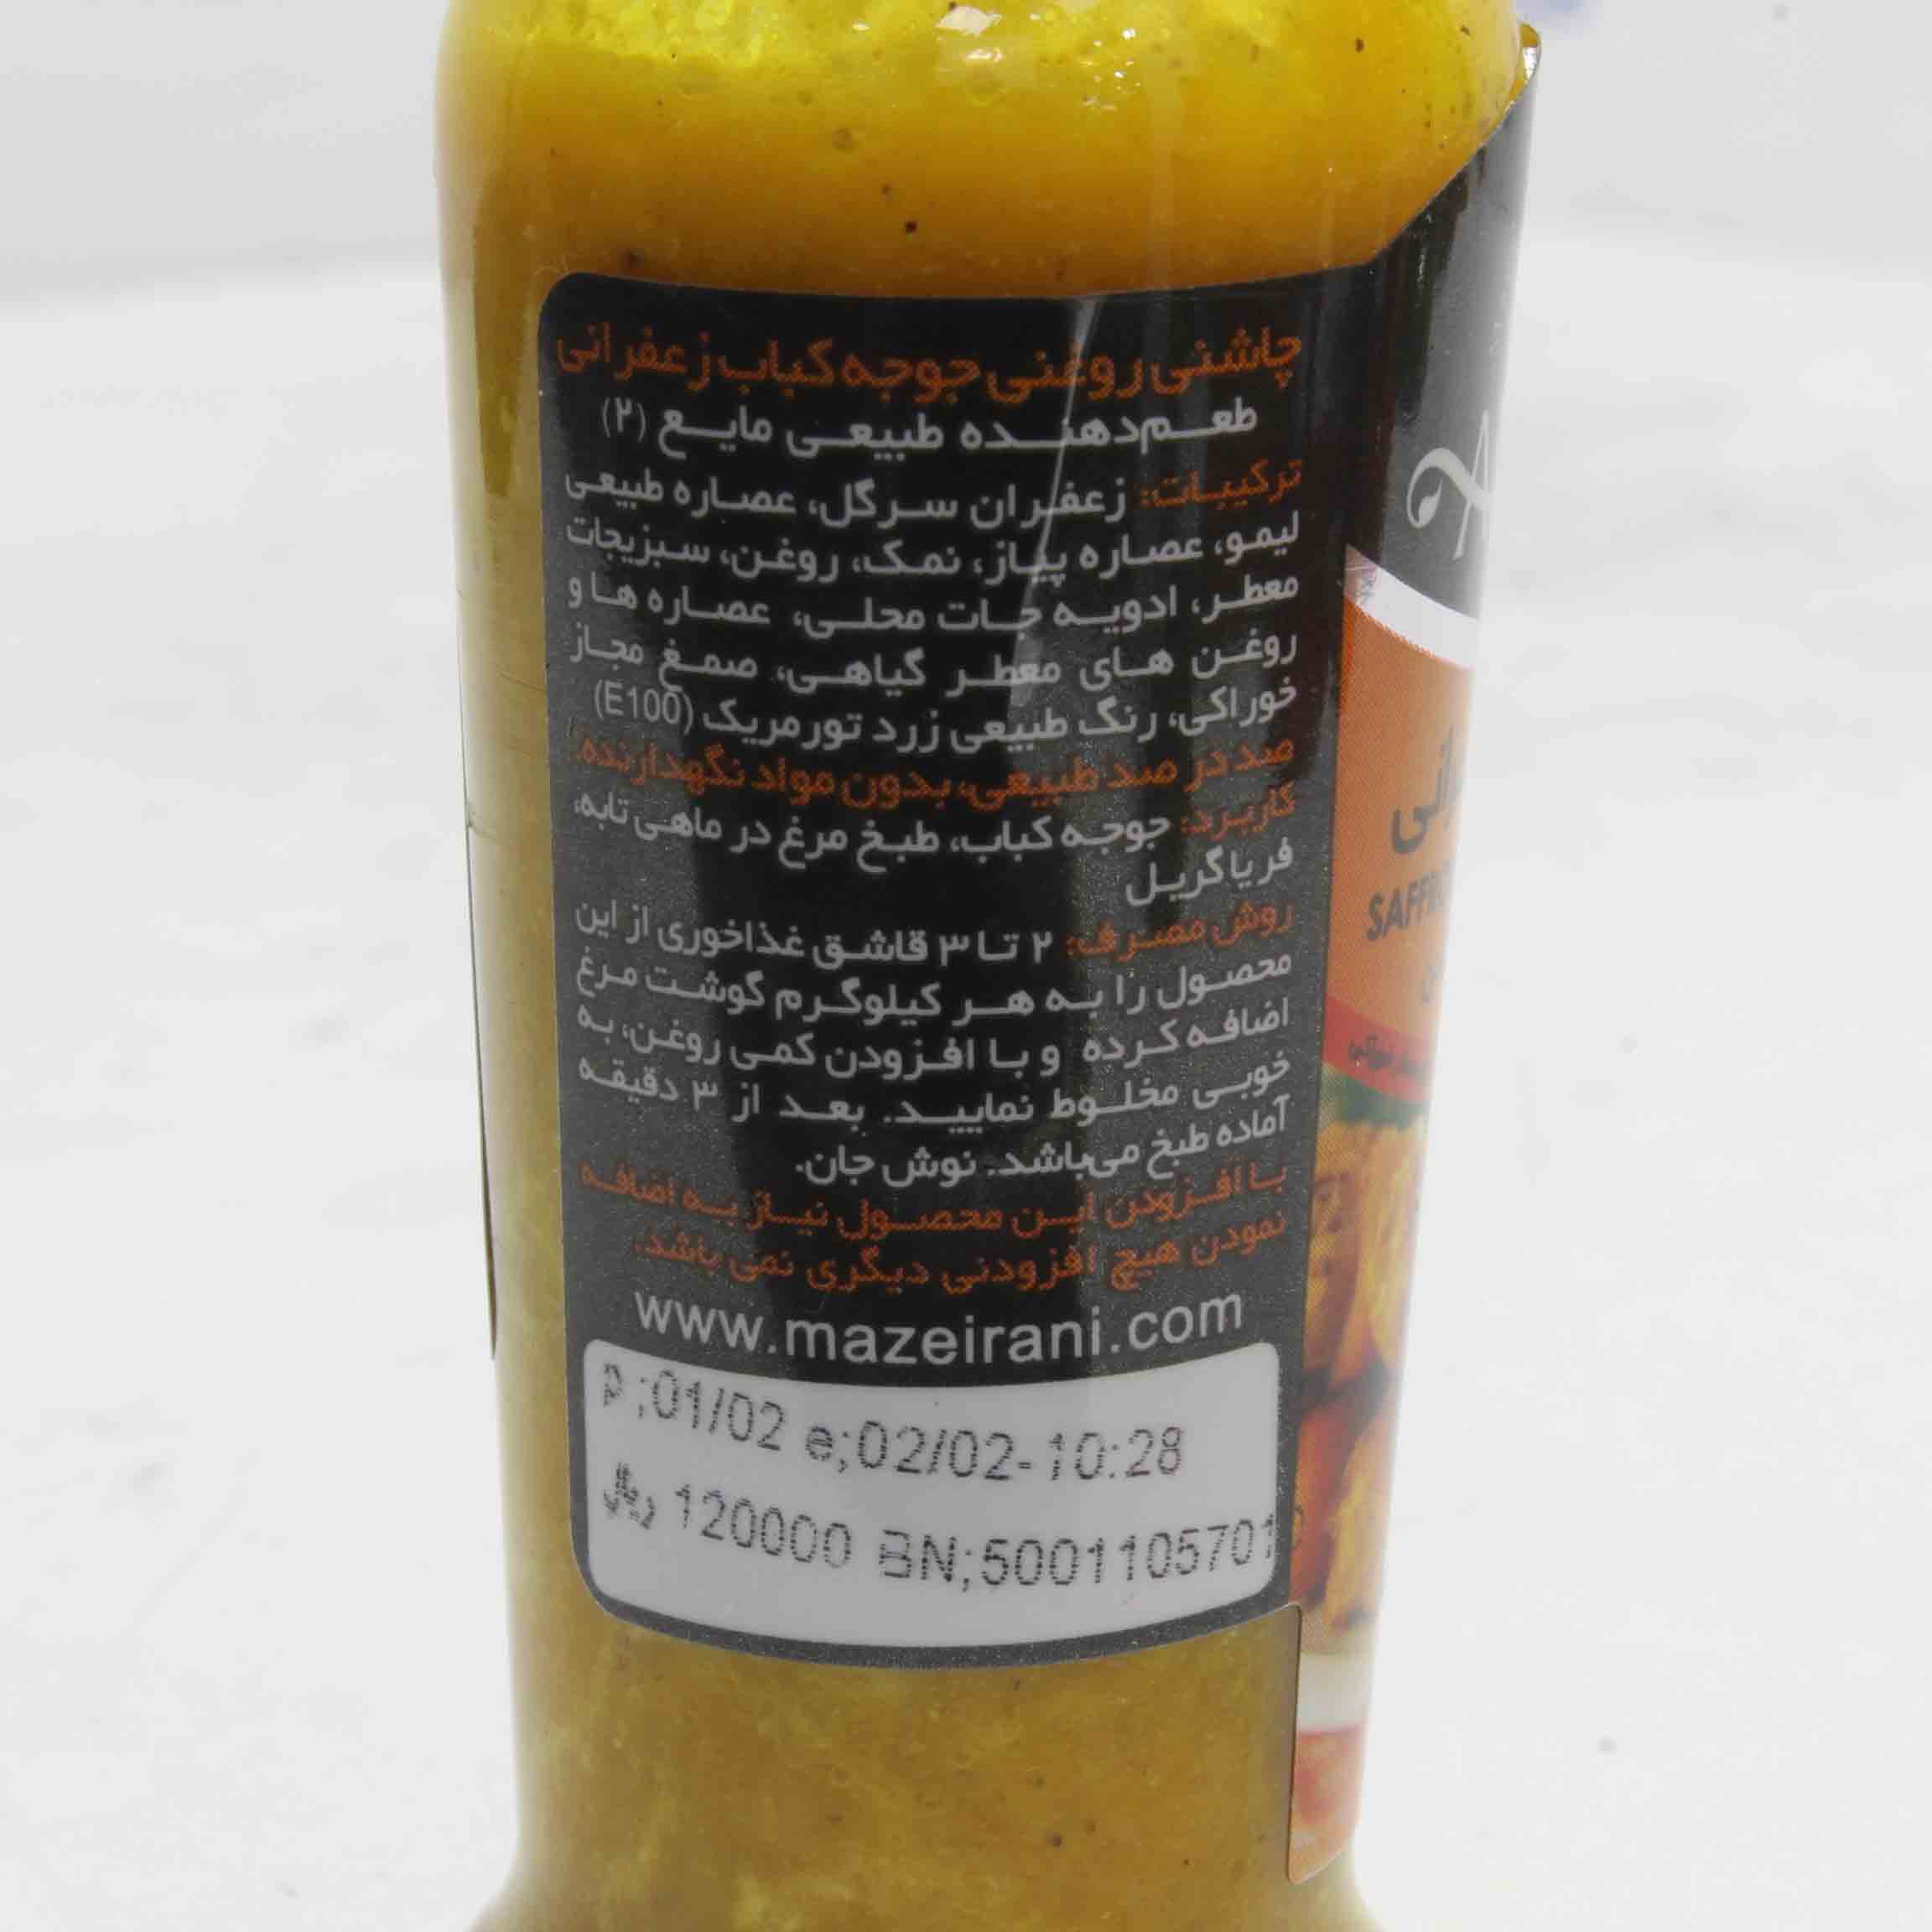 چاشنی روغنی جوجه کباب زعفرانی
طعم‌دهنده طبیعی مایع (۲)
ترکیبات: زعفران سرگل، عصاره طبیعی
لیمو، عصاره پیاز، نمک، روغن، سبزیجات
معطر، ادویه جات محلی، عصاره ها و
روغن های معطر گیاهی، صمغ مجاز
خوراکی، رنگ طبیعی زرد تورمریک (E100)
صد در صد طبیعی، بدون مواد نگهدارنده
کاربرد: جوجه کباب، طبخ مرغ در ماهی تابه،
فر یا گریل
روش مصرف: ۲ تا ۳ قاشق غذاخوری از این
محصول را به هر کیلوگرم گوشت مرغ
اضافه کرده و با افزودن کمی روغن، به
خوبی مخلوط نمایید. بعد از ۳ دقیقه
آماده طبخ می‌باشد. نوش جان.
با افزودن این محصول نیاز به اضافه
نمودن هیچ افزودنی دیگری نمی باشد.
www.mazeirani.com
P;01/02 e;02/02-10:28
ریال 120000 BN;5001105701